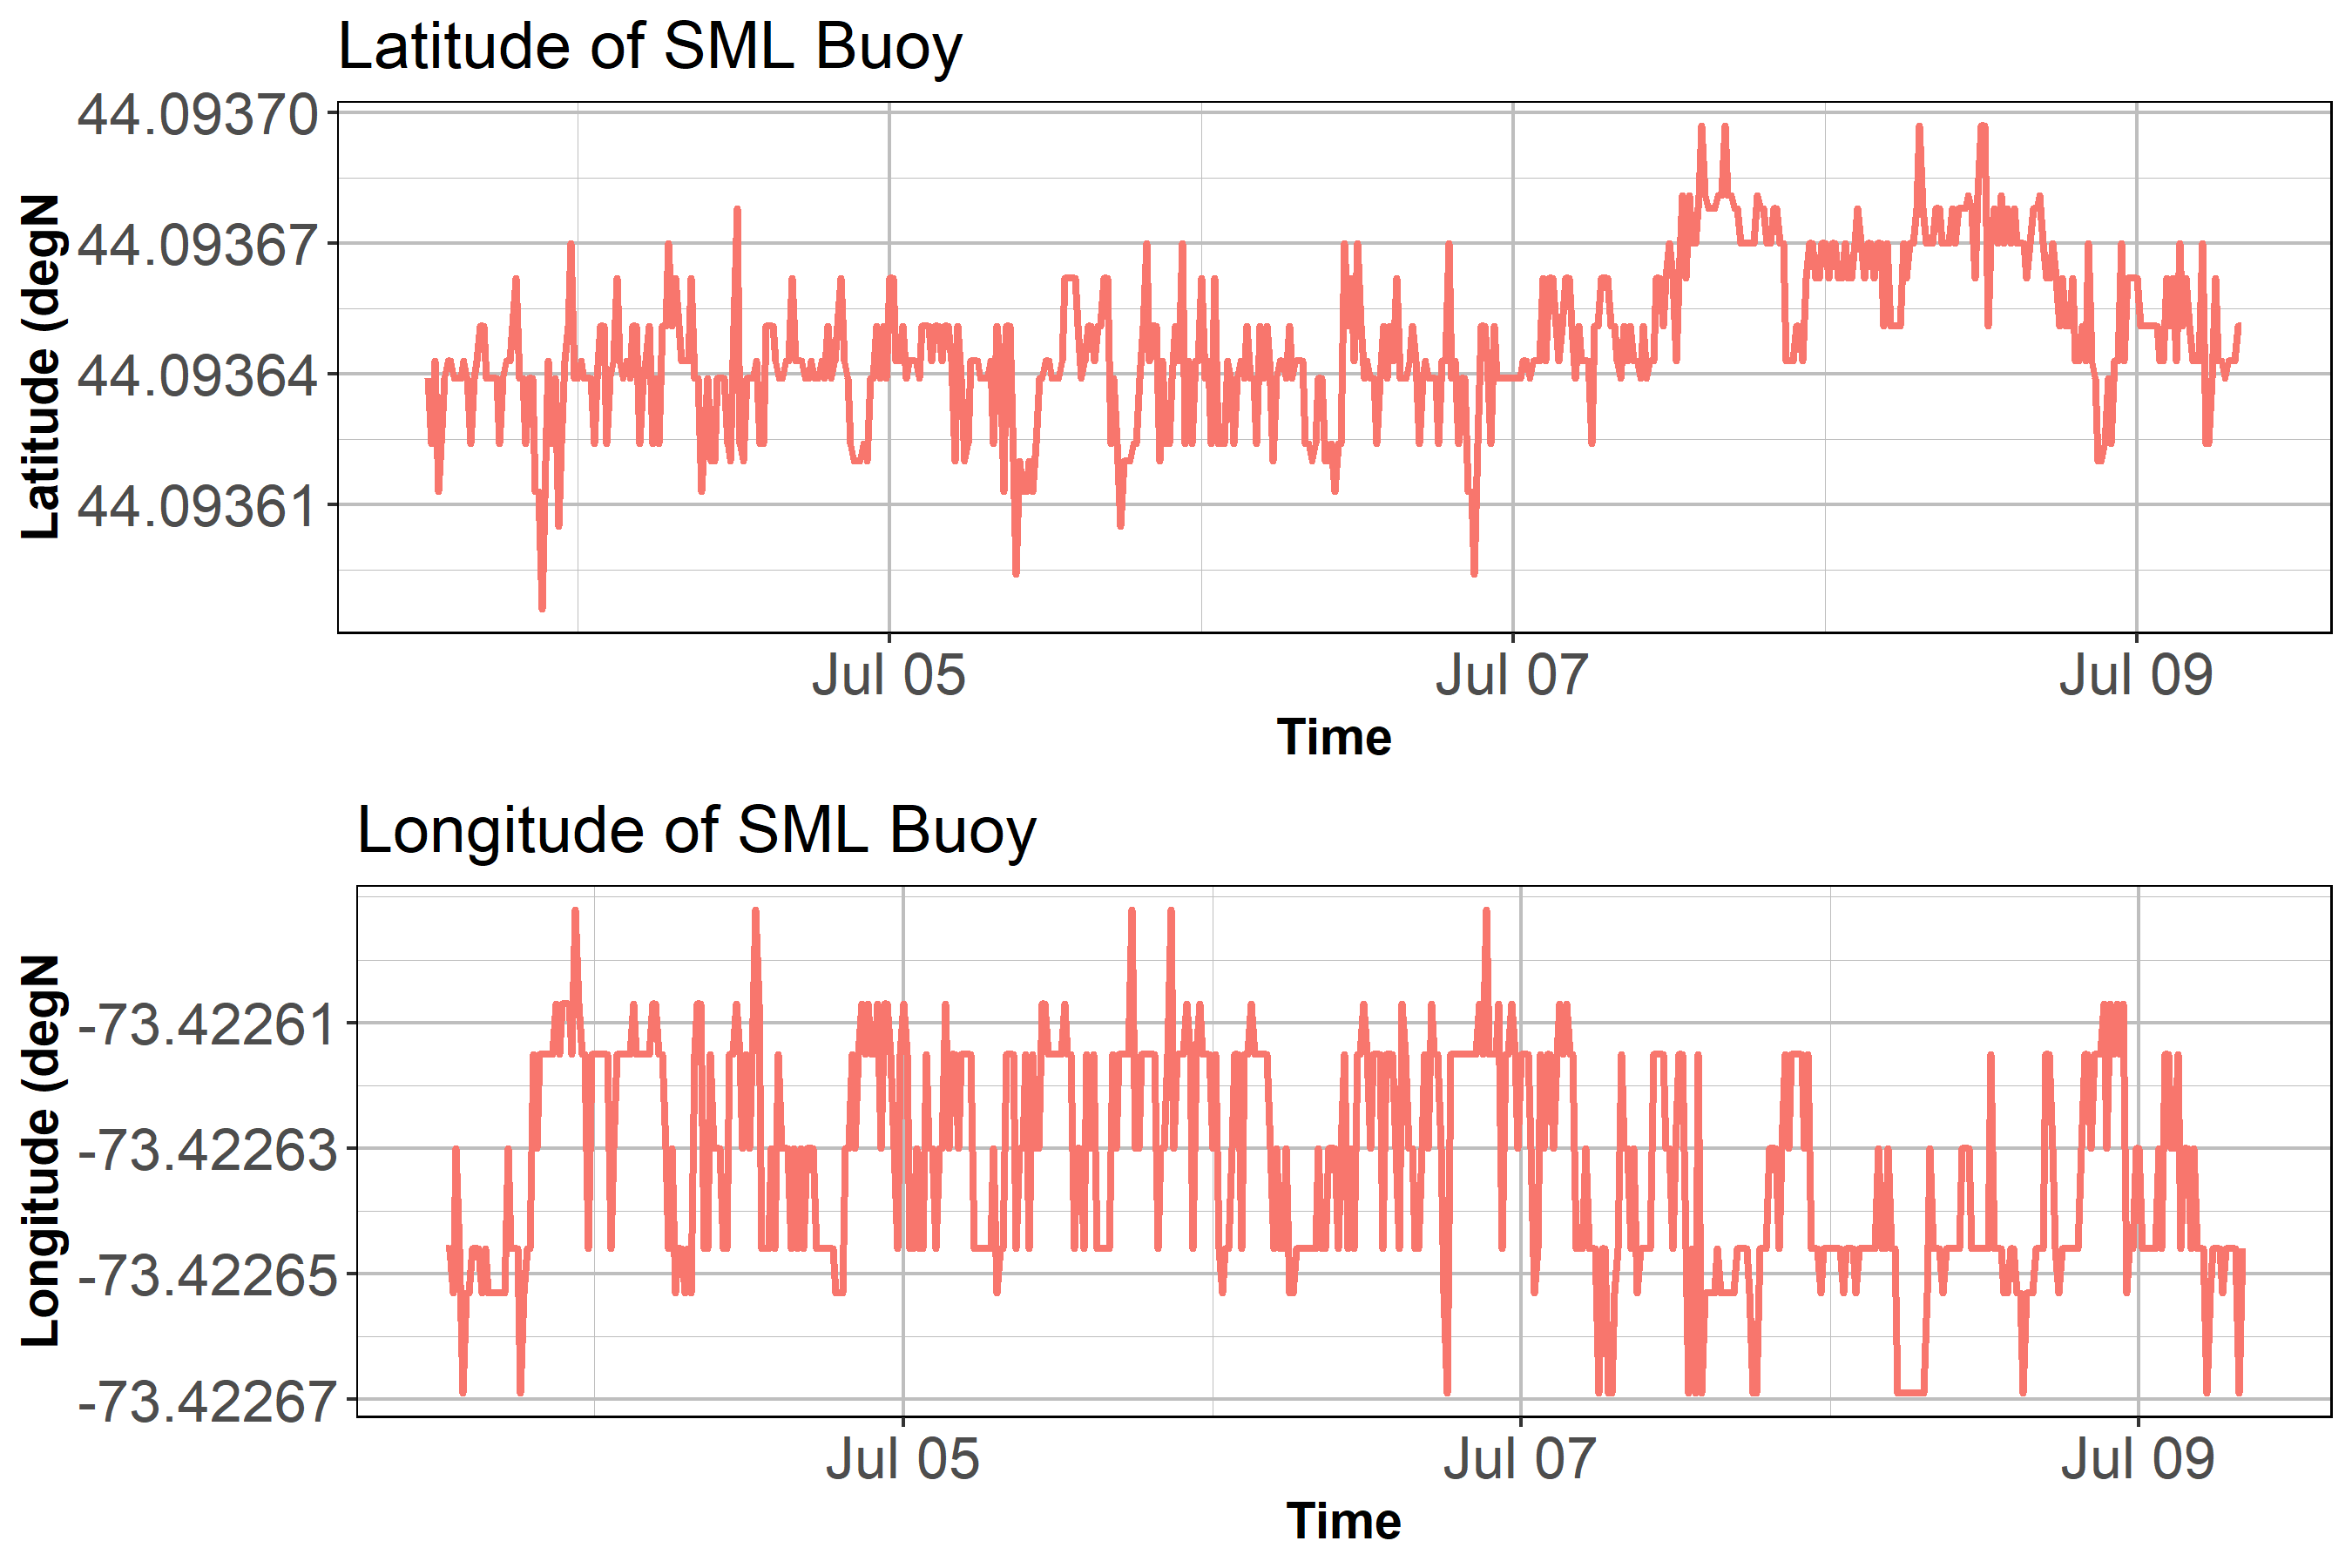 Latitude of SML Buoy
44.09370
44.09367
44.09364
44.09361
Latitude (degN
Jul 05 Jul 07 Jul 09
Time
Longitude of SML Buoy
-73.42261
-73.42263
-73.42265
-73.42267
Longitude (degN
Jul 05 Jul 07 Jul 09
Time